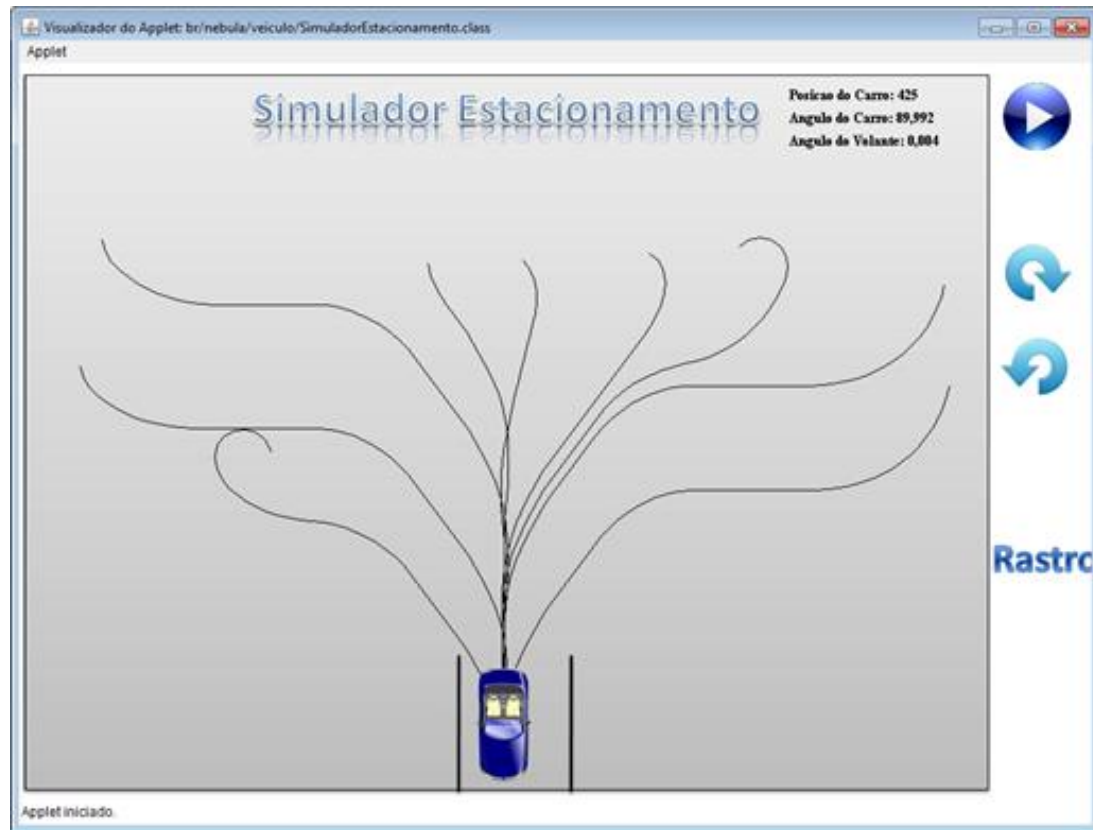 Visualizador do Applet: br/nebula/veiculo/SimuladorEstacionamento.class
Applet
Simulador Estacionamento
Posicao do Carro: 425
Angulo do Carro: 89,992
Angulo do Volante: 0,004
Rastro
Applet iniciado.